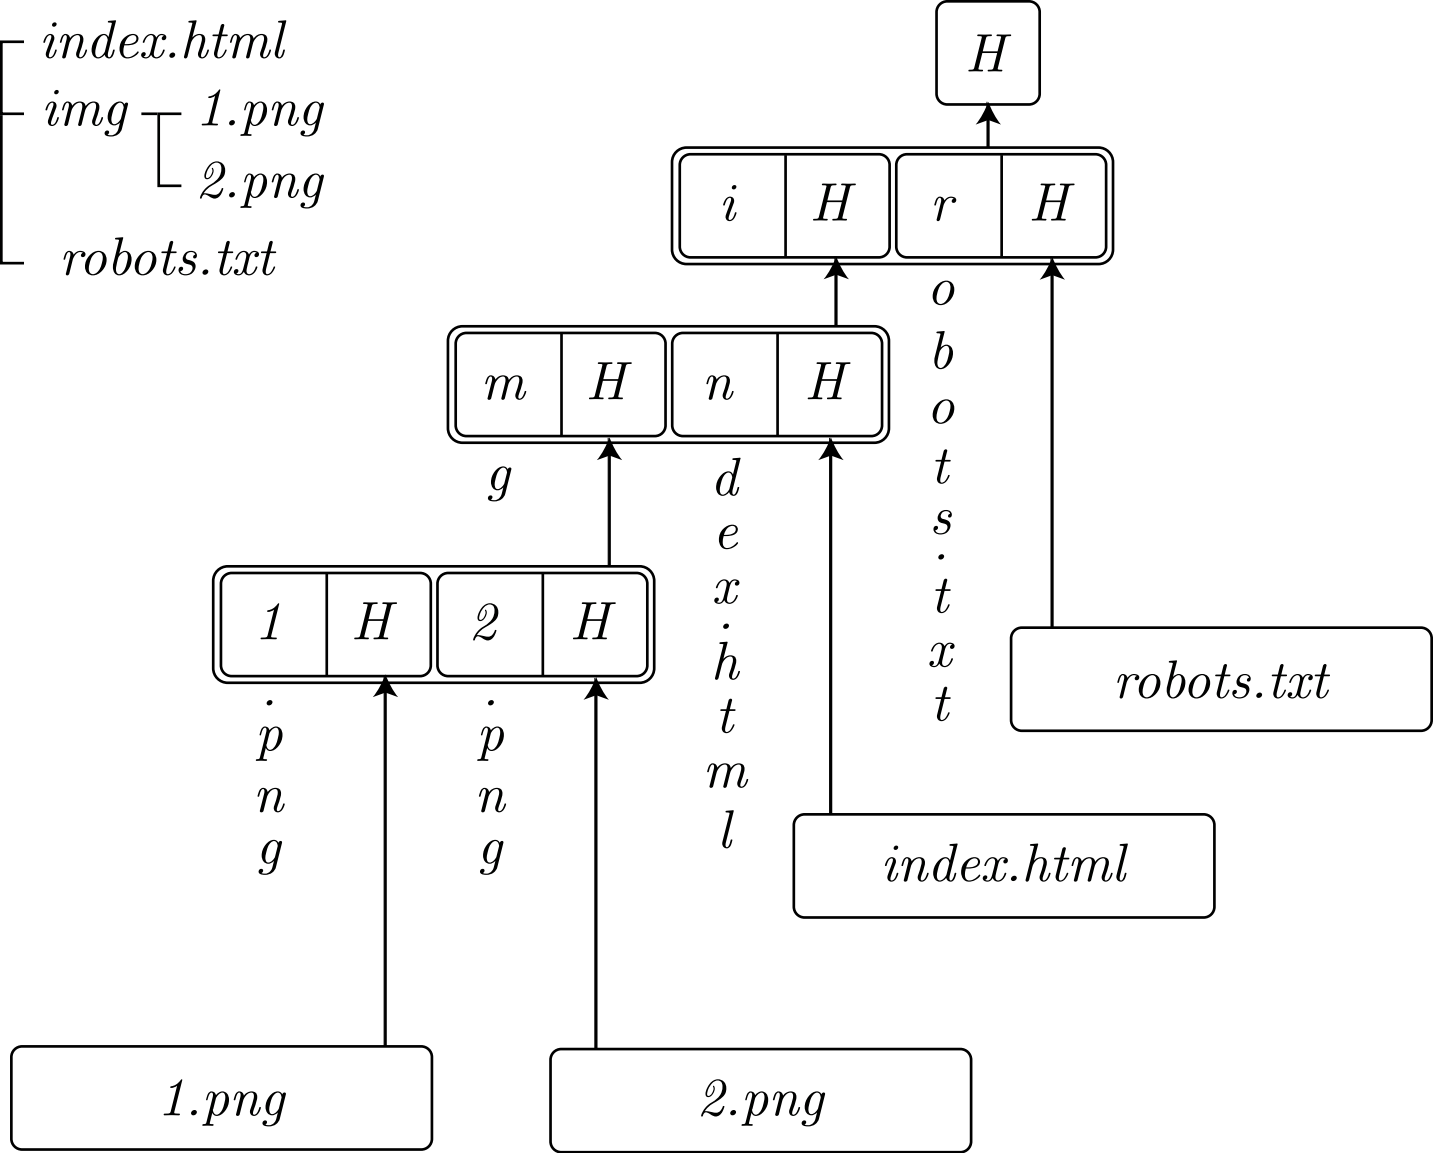 index.html
img
1.png
2.png
robots.txt
H
i H r H
o
b
o
t
s
.
t
x
t
m H n H
g
d
e
x
.
h
t
m
l
1 H 2 H
.
p
n
g
.
p
n
g
robots.txt
index.html
1.png
2.png